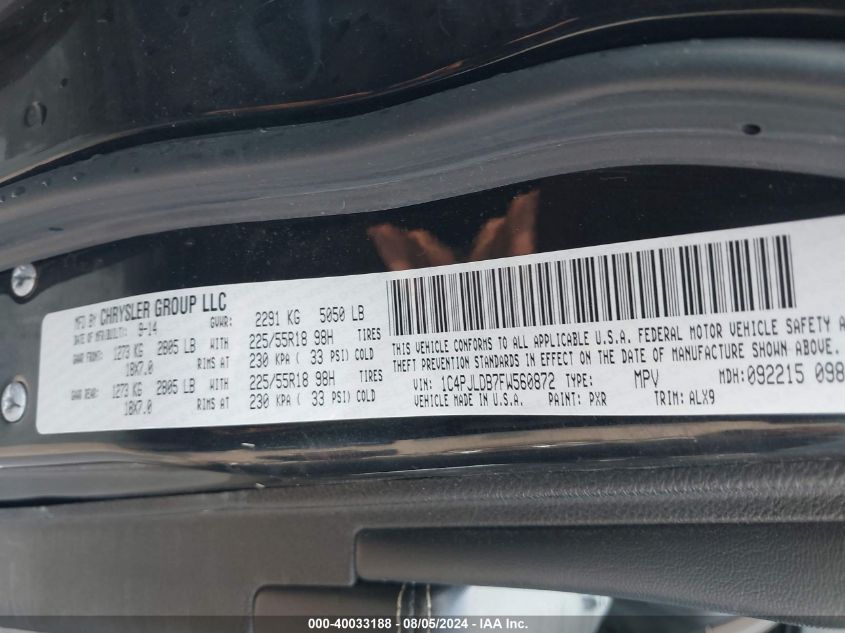 MFD BY CHRYSLER GROUP LLC
DATE OF MFR(BUILT): 9-14 GVWR: 2291 KG 5050 LB
GAWR FRONT: 1273 KG 2805 LB WITH 225/55R18 98H TIRES
18X7.0 RIMS AT 230 KPA ( 33 PSI) COLD
GAWR REAR: 1273 KG 2805 LB WITH 225/55R18 98H TIRES
18X7.0 RIMS AT 230 KPA ( 33 PSI) COLD
THIS VEHICLE CONFORMS TO ALL APPLICABLE U.S.A. FEDERAL MOTOR VEHICLE SAFETY A
THEFT PREVENTION STANDARDS IN EFFECT ON THE DATE OF MANUFACTURE SHOWN ABOVE.
VIN: 1C4PJLDB7FW560872 TYPE: MPV MDH: 092215 098
VEHICLE MADE IN U.S.A. PAINT: PXR TRIM: ALX9
000-40033188 - 08/05/2024 - IAA Inc.